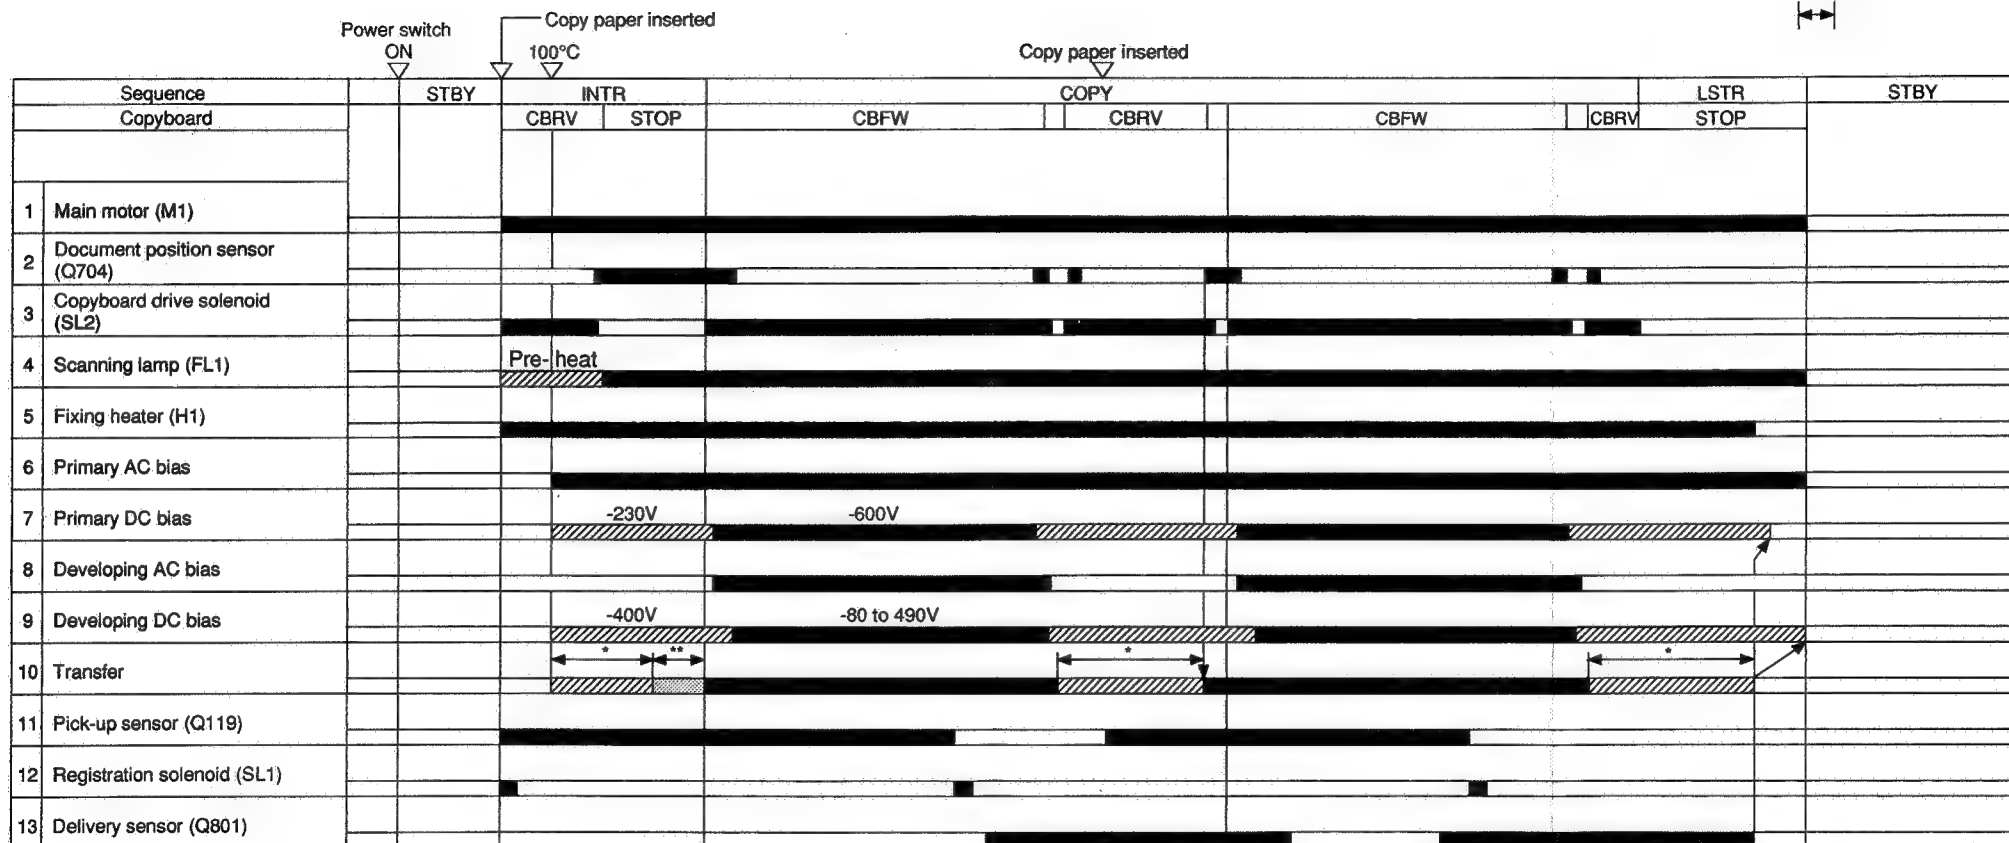 Copy paper inserted
Power switch
ON
100°C
Copy paper inserted
Sequence STBY INTR COPY LSTR STBY
Copyboard CBRV STOP CBFW CBRV CBFW CBRV STOP
1 Main motor (M1)
2 Document position sensor
(Q704)
3 Copyboard drive solenoid
(SL2)
Pre-heat
4 Scanning lamp (FL1)
5 Fixing heater (H1)
6 Primary AC bias
7 Primary DC bias -230V -600V
8 Developing AC bias
9 Developing DC bias -400V -80 to 490V
* ** * *
10 Transfer
11 Pick-up sensor (Q119)
12 Registration solenoid (SL1)
13 Delivery sensor (Q801)